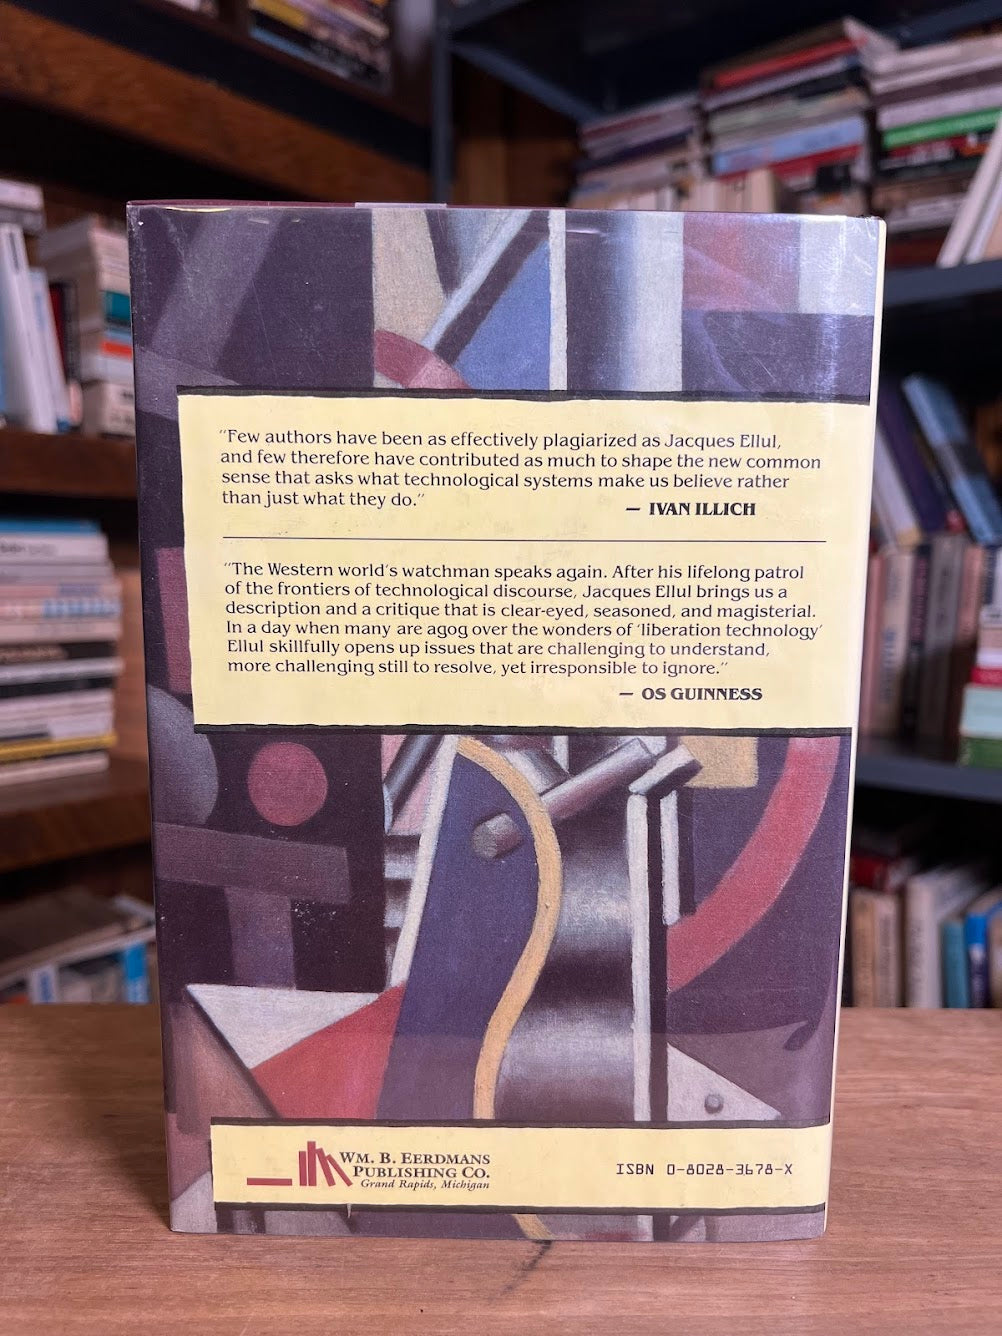 "Few authors have been as effectively plagiarized as Jacques Ellul,
and few therefore have contributed as much to shape the new common
sense that asks what technological systems make us believe rather
than just what they do."
— IVAN ILLICH
"The Western world's watchman speaks again. After his lifelong patrol
of the frontiers of technological discourse, Jacques Ellul brings us a
description and a critique that is clear-eyed, seasoned, and magisterial.
In a day when many are agog over the wonders of 'liberation technology'
Ellul skillfully opens up issues that are challenging to understand,
more challenging still to resolve, yet irresponsible to ignore."
— OS GUINNESS
WM. B. EERDMANS
PUBLISHING CO.
Grand Rapids, Michigan
ISBN 0-8028-3678-X